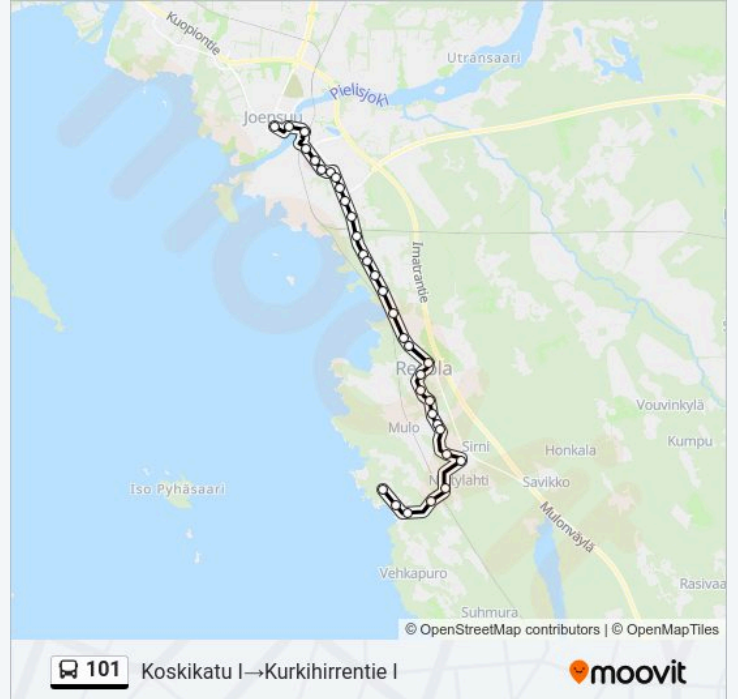 Kuopiontie
Utransaari
Pielisjoki
Joensuu
Imatrantie
Vouvinkylä
Mulo
Kumpu
Sirni
Honkala
Iso Pyhäsaari
Savikko
Mulonväylä
Vehkapuro
Rasivaa
Suhmura
© OpenStreetMap contributors | © OpenMapTiles
101 Koskikatu I→Kurkihirrentie I moovit